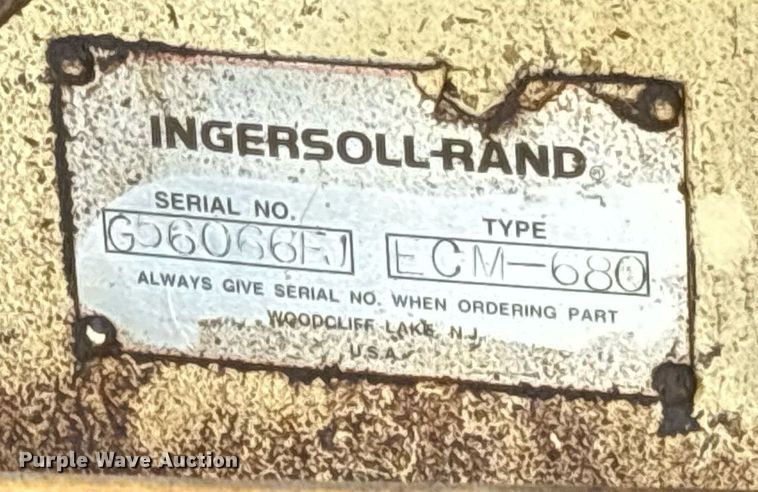 INGERSOLL-RAND®
SERIAL NO. TYPE
G56066FJ ECM-680
ALWAYS GIVE SERIAL NO. WHEN ORDERING PART
WOODCLIFF LAKE, N.J.
U.S.A.
Purple Wave Auction